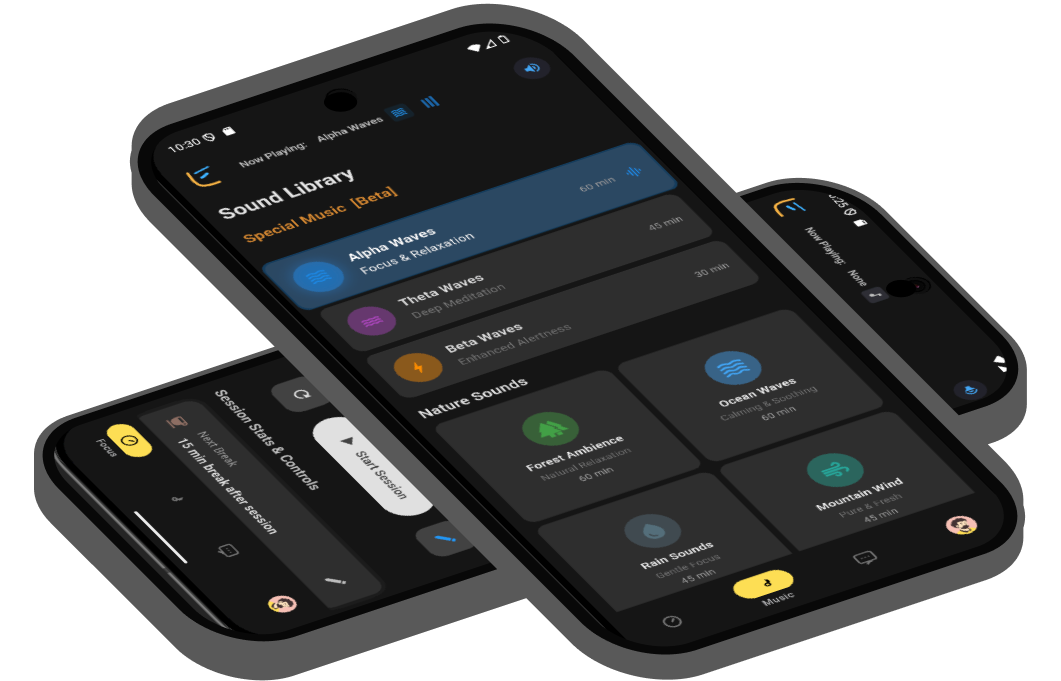 10:30
Now Playing: Alpha Waves
Sound Library
Special Music [Beta]
Alpha Waves
Focus & Relaxation
60 min
Theta Waves
Deep Meditation
45 min
Beta Waves
Enhanced Alertness
30 min
Nature Sounds
Forest Ambience
Natural Relaxation
60 min
Ocean Waves
Calming & Soothing
60 min
Rain Sounds
Gentle Focus
45 min
Mountain Wind
Pure & Fresh
45 min
Music
Now Playing: None
Start Session
Session Stats & Controls
Next Break
15 min break after session
Focus